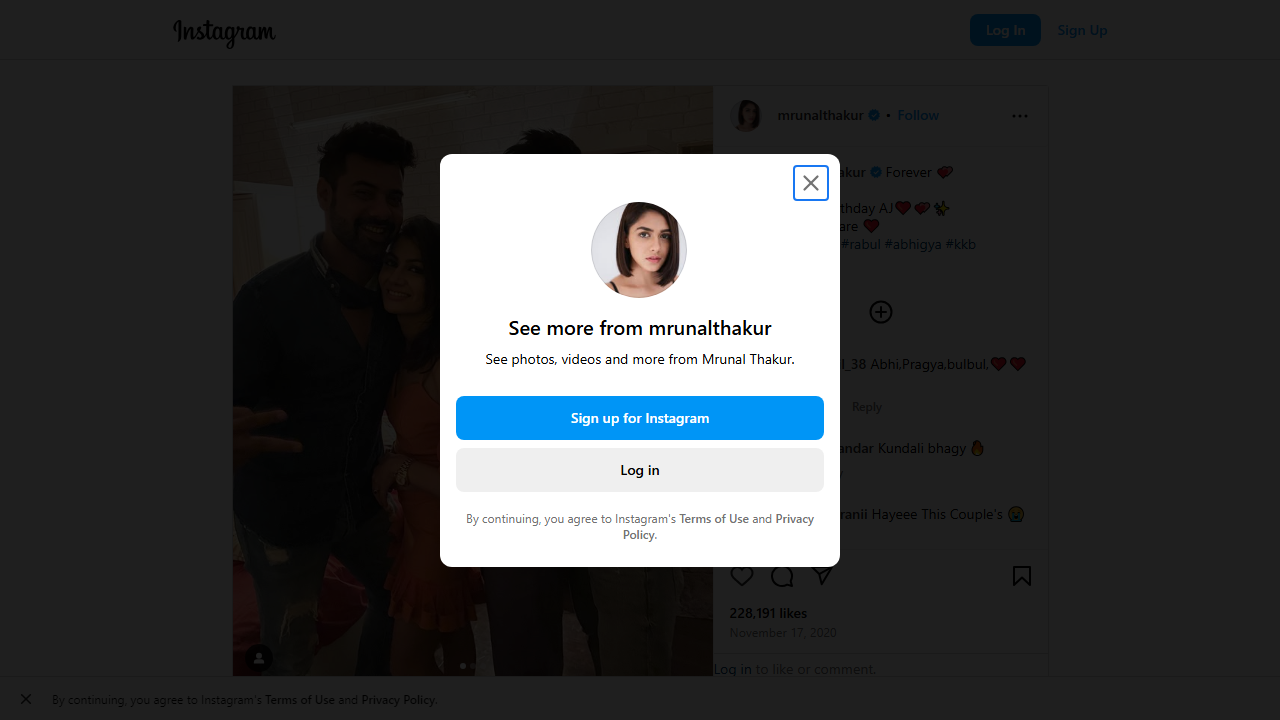 Instagram
Log In
Sign Up
mrunalthakur • Follow
akur Forever 💕
thday AJ❤️💕✨
are ❤️
#rabul #abhigya #kkb
l_38 Abhi,Pragya,bulbul,❤️❤️
Reply
andar Kundali bhagy 🔥
ranii Hayeee This Couple's 😭
See more from mrunalthakur
See photos, videos and more from Mrunal Thakur.
Sign up for Instagram
Log in
By continuing, you agree to Instagram's Terms of Use and Privacy
Policy.
228,191 likes
November 17, 2020
Log in to like or comment.
By continuing, you agree to Instagram's Terms of Use and Privacy Policy.